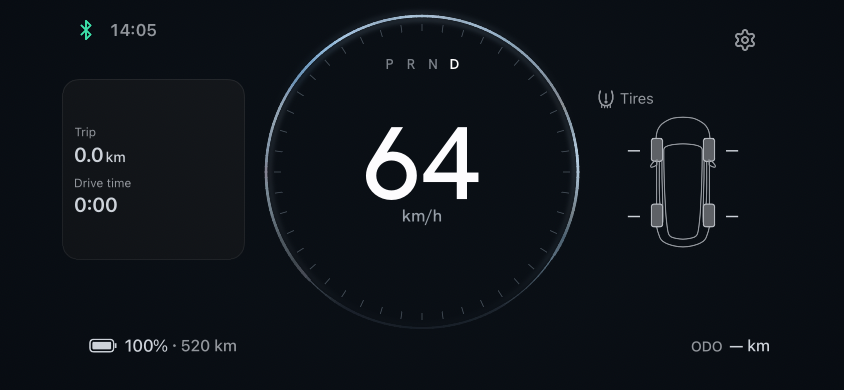 14:05
P R N D
Tires
Trip
0.0 km
Drive time
0:00
64
km/h
— —
— —
100% · 520 km
ODO — km